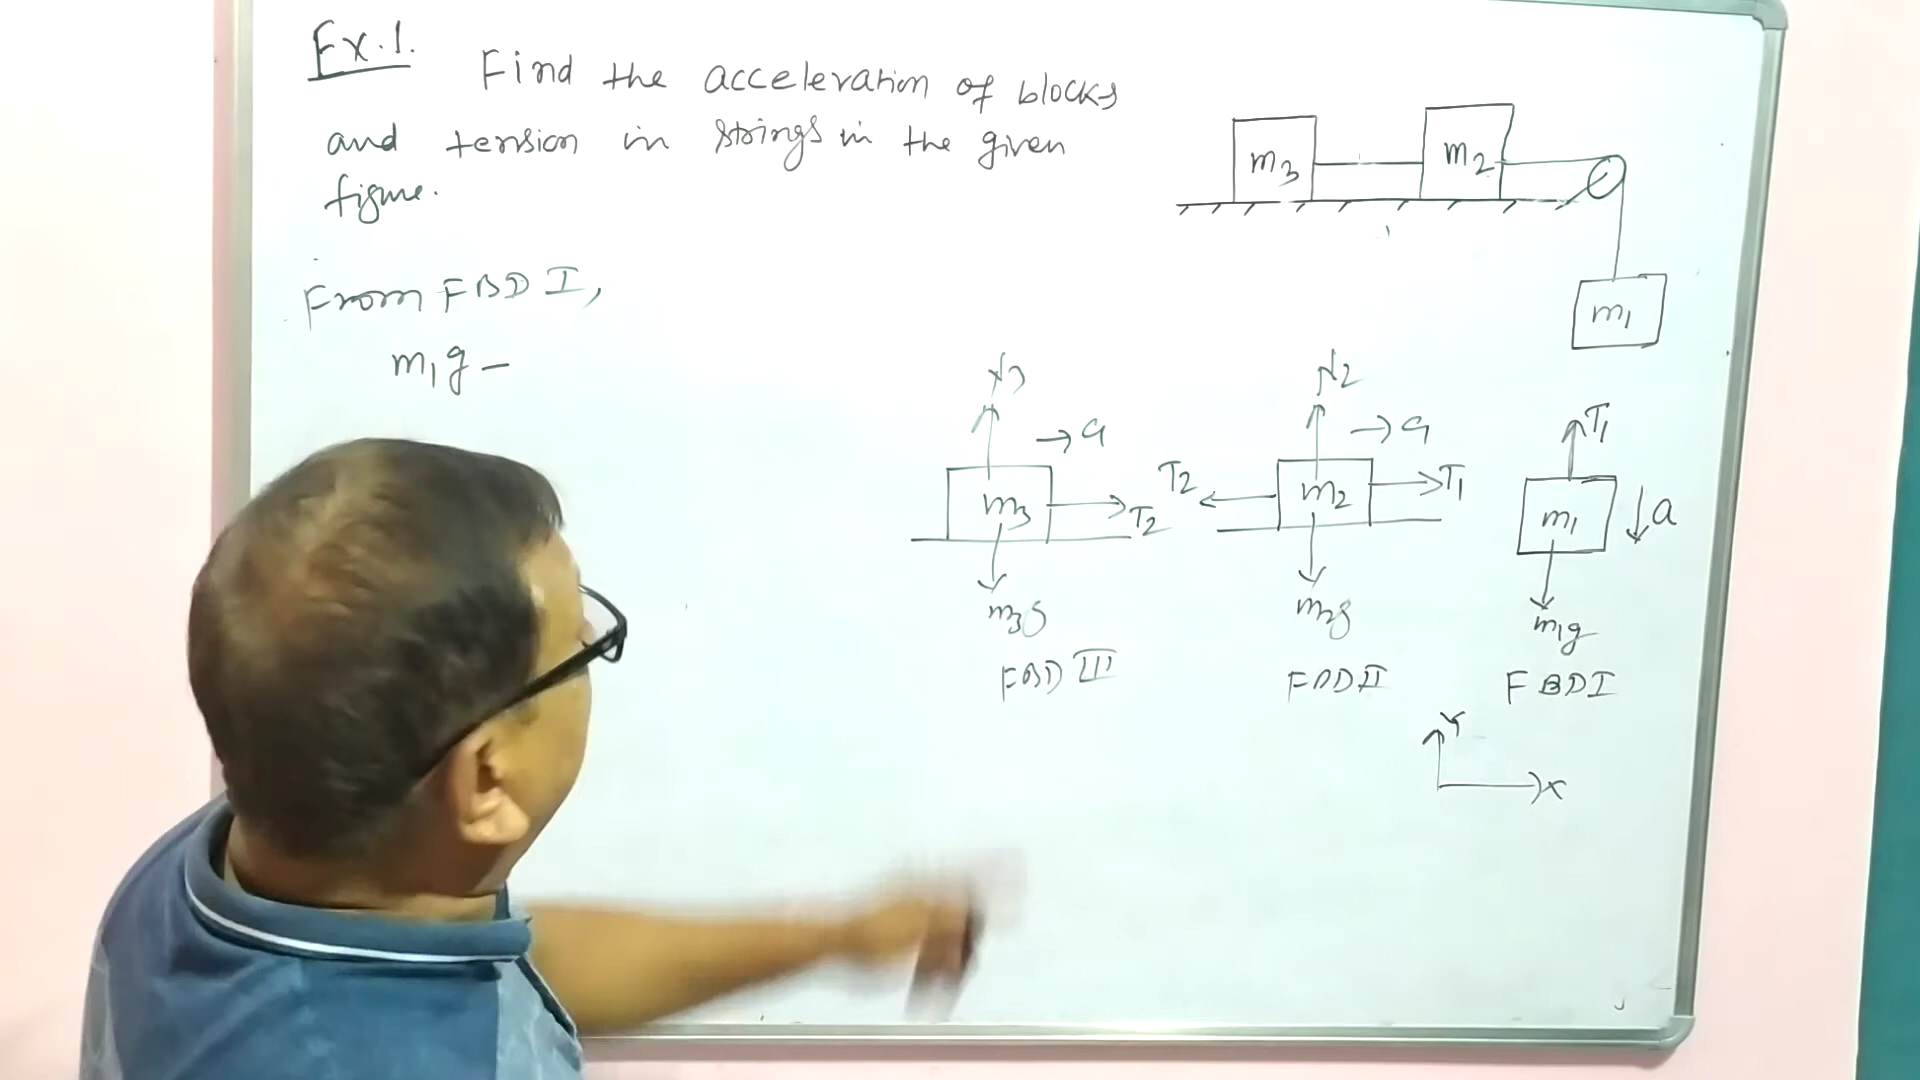 Ex.1. Find the acceleration of blocks
and tension in strings in the given
figure.
m3 m2
m1
From FBD I,
m1g -
N3 N2
→ a → a T1
m3 T2 T2 m2 T1 m1 a
m3g m2g m1g
FBD III FBD II FBD I
Y
X